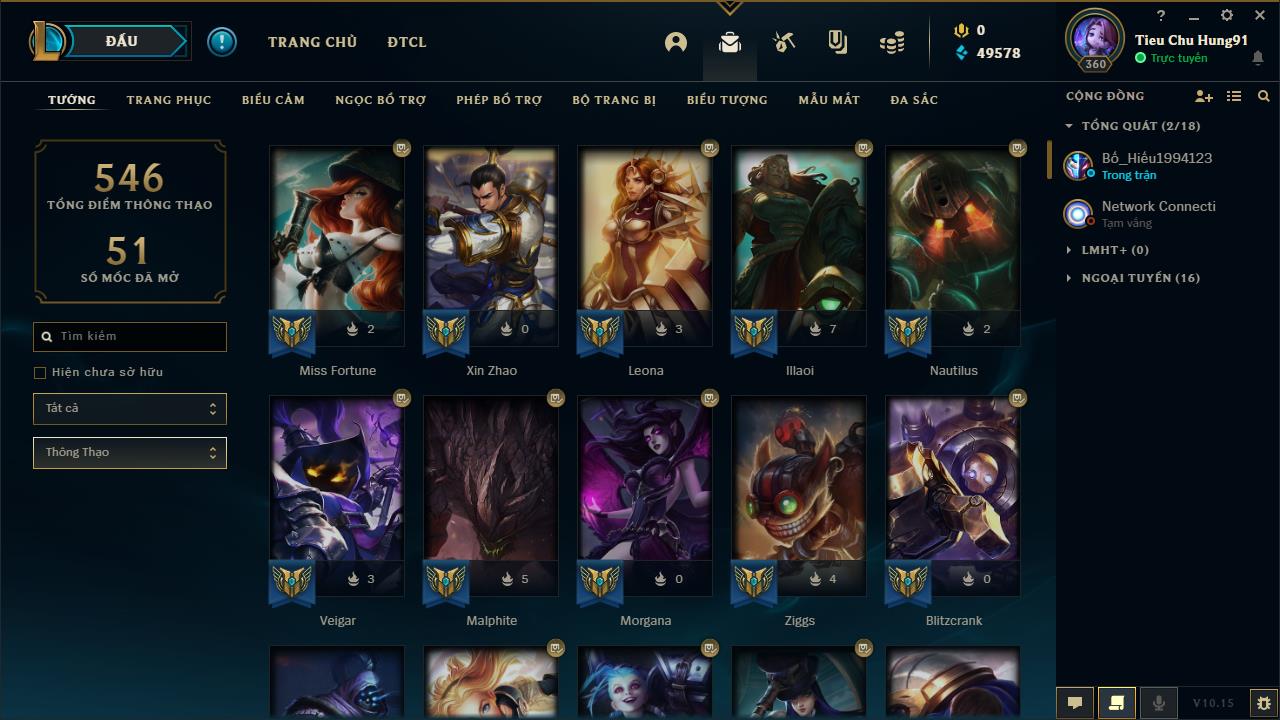 ĐẤU
!
TRANG CHỦ
ĐTCL
0
49578
?
360
Tieu Chu Hung91
Trực tuyến
TƯỚNG
TRANG PHỤC
BIỂU CẢM
NGỌC BỔ TRỢ
PHÉP BỔ TRỢ
BỘ TRANG BỊ
BIỂU TƯỢNG
MẪU MẮT
ĐA SẮC
CỘNG ĐỒNG
TỔNG QUÁT (2/18)
Bố_Hiếu1994123
Trong trận
Network Connecti
Tạm vắng
LMHT+ (0)
NGOẠI TUYẾN (16)
546
TỔNG ĐIỂM THÔNG THẠO
51
SỐ MỐC ĐÃ MỞ
Tìm kiếm
Hiện chưa sở hữu
Tất cả
Thông Thạo
2
0
3
7
2
Miss Fortune
Xin Zhao
Leona
Illaoi
Nautilus
3
5
0
4
0
Veigar
Malphite
Morgana
Ziggs
Blitzcrank
V10.15